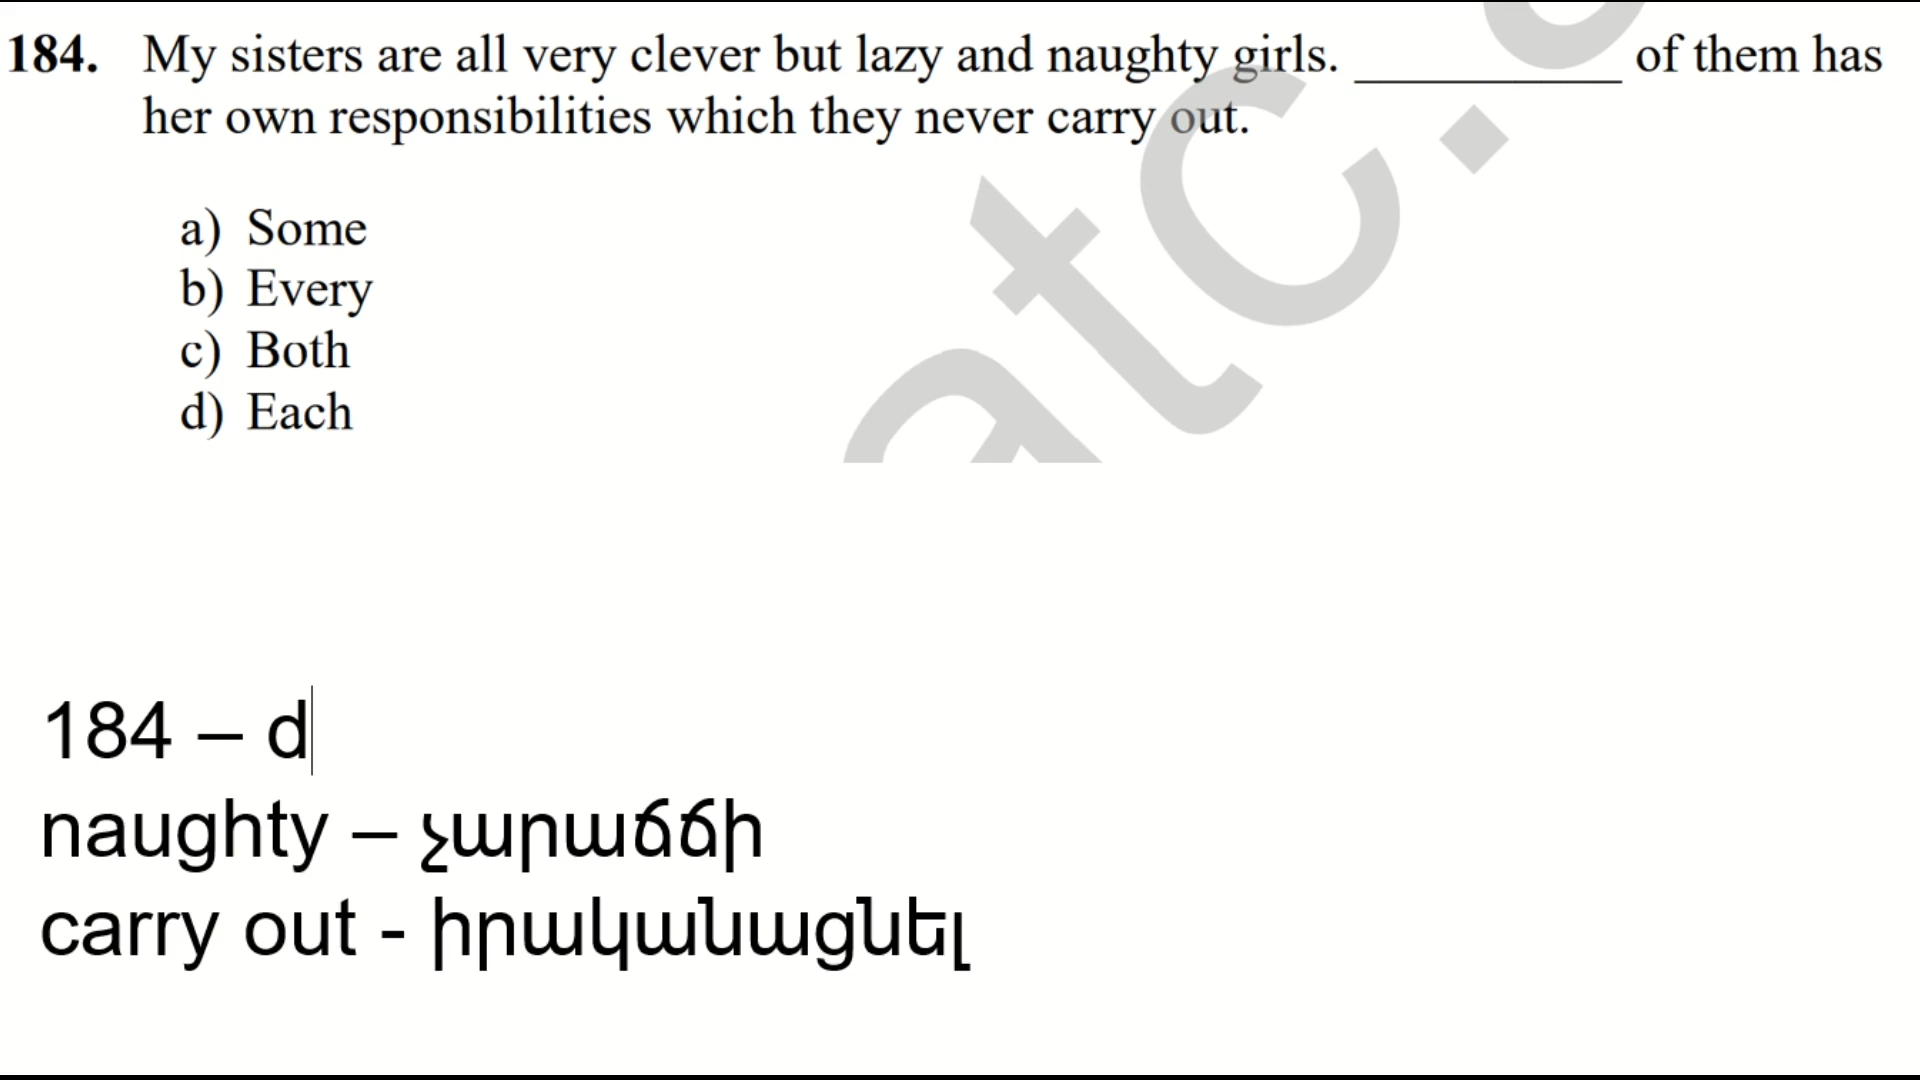 184. My sisters are all very clever but lazy and naughty girls. __________ of them has
her own responsibilities which they never carry out.
a) Some
b) Every
c) Both
d) Each
atc.
184 – d
naughty – չարաճճի
carry out - իրականացնել